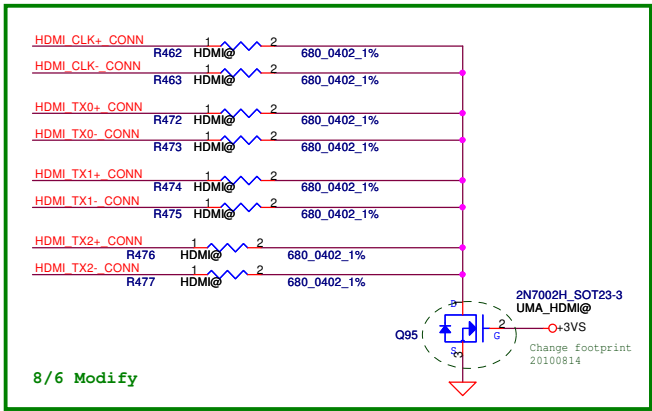 HDMI_CLK+_CONN 1 2
R462 HDMI@ 680_0402_1%
HDMI_CLK-_CONN 1 2
R463 HDMI@ 680_0402_1%
HDMI_TX0+_CONN 1 2
R472 HDMI@ 680_0402_1%
HDMI_TX0-_CONN 1 2
R473 HDMI@ 680_0402_1%
HDMI_TX1+_CONN 1 2
R474 HDMI@ 680_0402_1%
HDMI_TX1-_CONN 1 2
R475 HDMI@ 680_0402_1%
HDMI_TX2+_CONN 1 2
R476 HDMI@ 680_0402_1%
HDMI_TX2-_CONN 1 2
R477 HDMI@ 680_0402_1%
2N7002H_SOT23-3
D UMA_HDMI@
2 +3VS
Q95 G
S 3 Change footprint
20100814
8/6 Modify